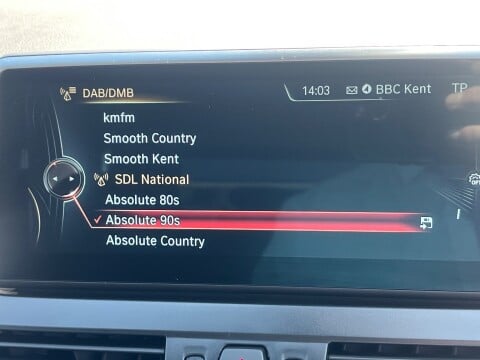 DAB/DMB
14:03 BBC Kent TP
kmfm
Smooth Country
Smooth Kent
SDL National
Absolute 80s
Absolute 90s
Absolute Country